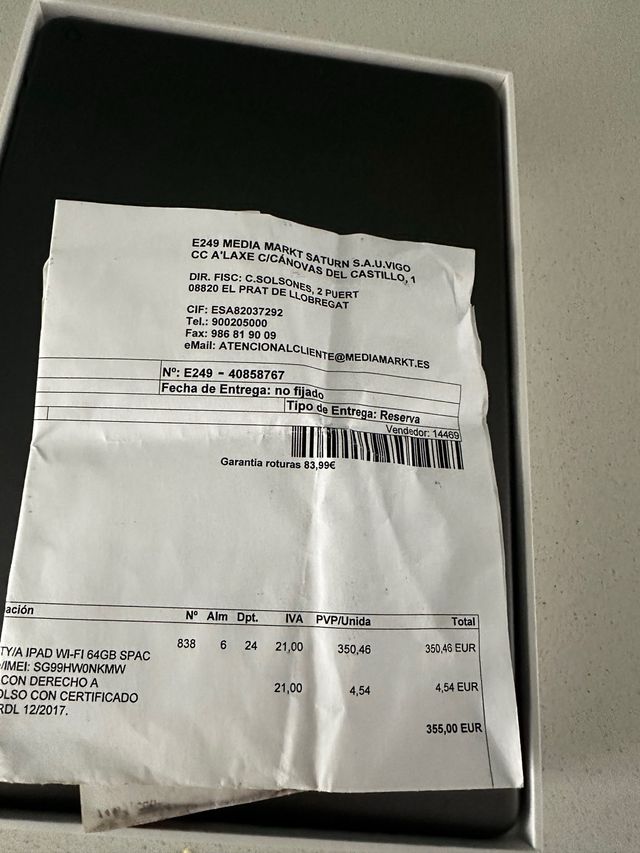 E249 MEDIA MARKT SATURN S.A.U.VIGO
CC A'LAXE C/CÁNOVAS DEL CASTILLO, 1
DIR. FISC: C.SOLSONES, 2 PUERT
08820 EL PRAT DE LLOBREGAT
CIF: ESA82037292
Tel.: 900205000
Fax: 986 81 90 09
eMail: ATENCIONALCLIENTE@MEDIAMARKT.ES
Nº: E249 - 40858767
Fecha de Entrega: no fijado
Tipo de Entrega: Reserva
Vendedor: 14469
Garantia roturas 83,99€
ación Nº Alm Dpt. IVA PVP/Unida Total
TY/A IPAD WI-FI 64GB SPAC 838 6 24 21,00 350,46 350,46 EUR
/IMEI: SG99HW0NKMW
CON DERECHO A 21,00 4,54 4,54 EUR
OLSO CON CERTIFICADO
RDL 12/2017.
355,00 EUR